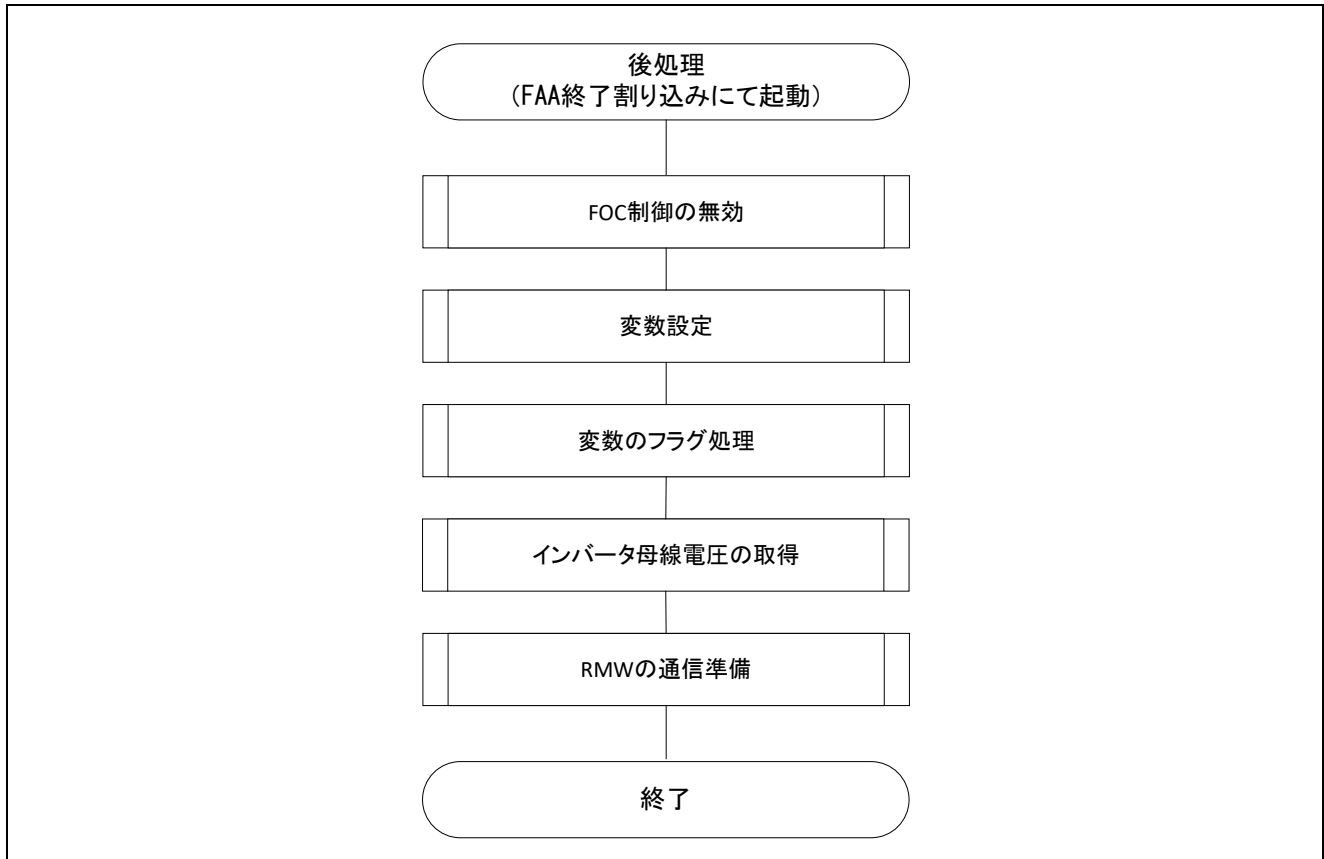 後処理
（FAA終了割り込みにて起動）
FOC制御の無効
変数設定
変数のフラグ処理
インバータ母線電圧の取得
RMWの通信準備
終了